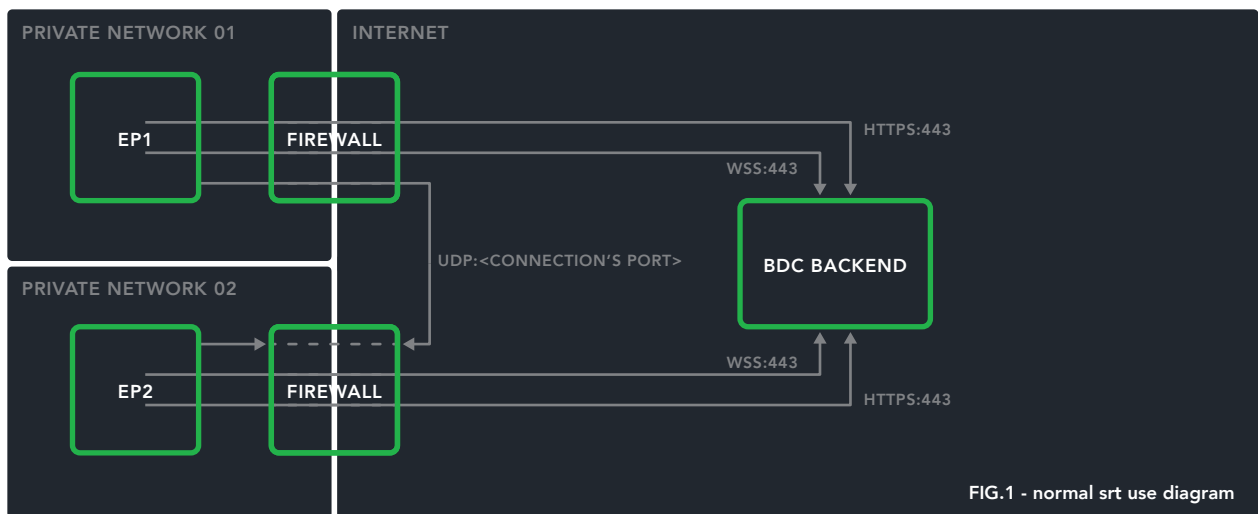 PRIVATE NETWORK 01
INTERNET
EP1
FIREWALL
HTTPS:443
WSS:443
UDP:<CONNECTION’S PORT>
BDC BACKEND
PRIVATE NETWORK 02
WSS:443
EP2
FIREWALL
HTTPS:443
FIG.1 - normal srt use diagram